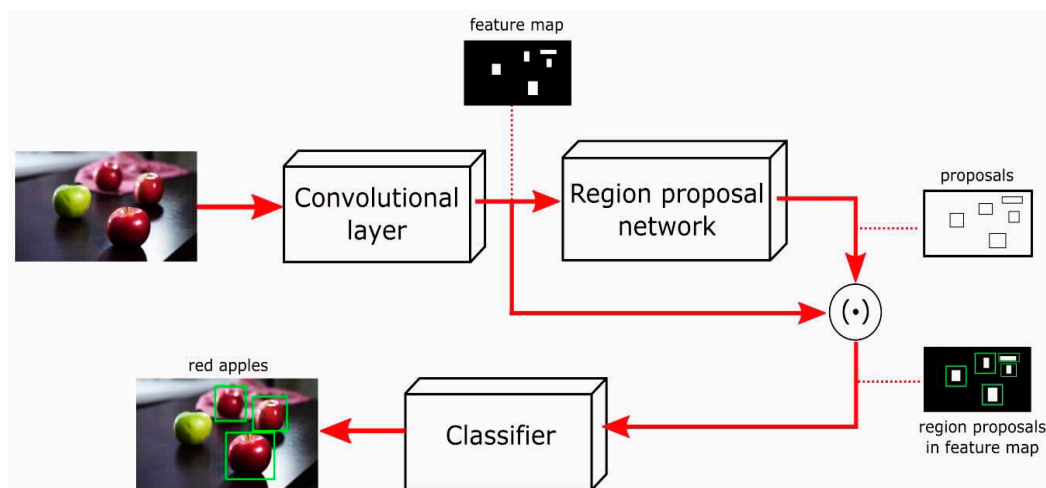 feature map
Convolutional
layer
Region proposal
network
proposals
(·)
region proposals
in feature map
red apples
Classifier